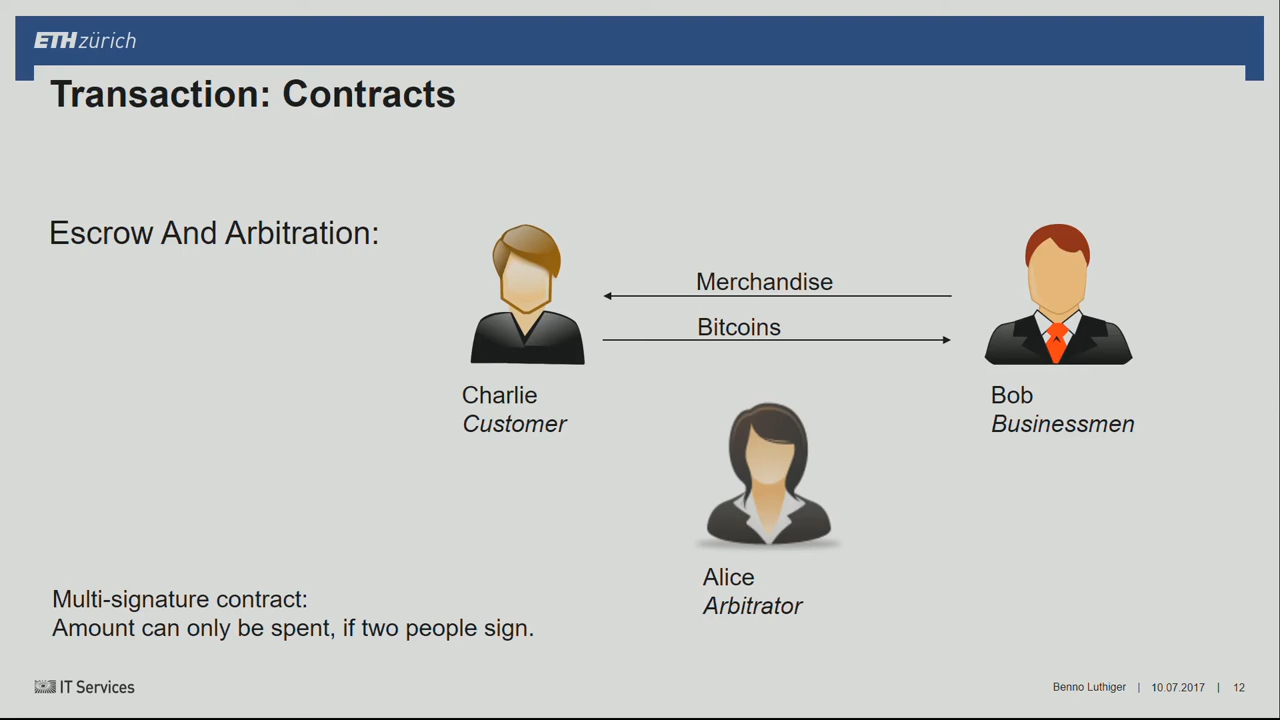 ETH zürich
Transaction: Contracts
Escrow And Arbitration:
Merchandise
Bitcoins
Charlie
Customer
Bob
Businessmen
Alice
Arbitrator
Multi-signature contract:
Amount can only be spent, if two people sign.
IT Services
Benno Luthiger | 10.07.2017 | 12